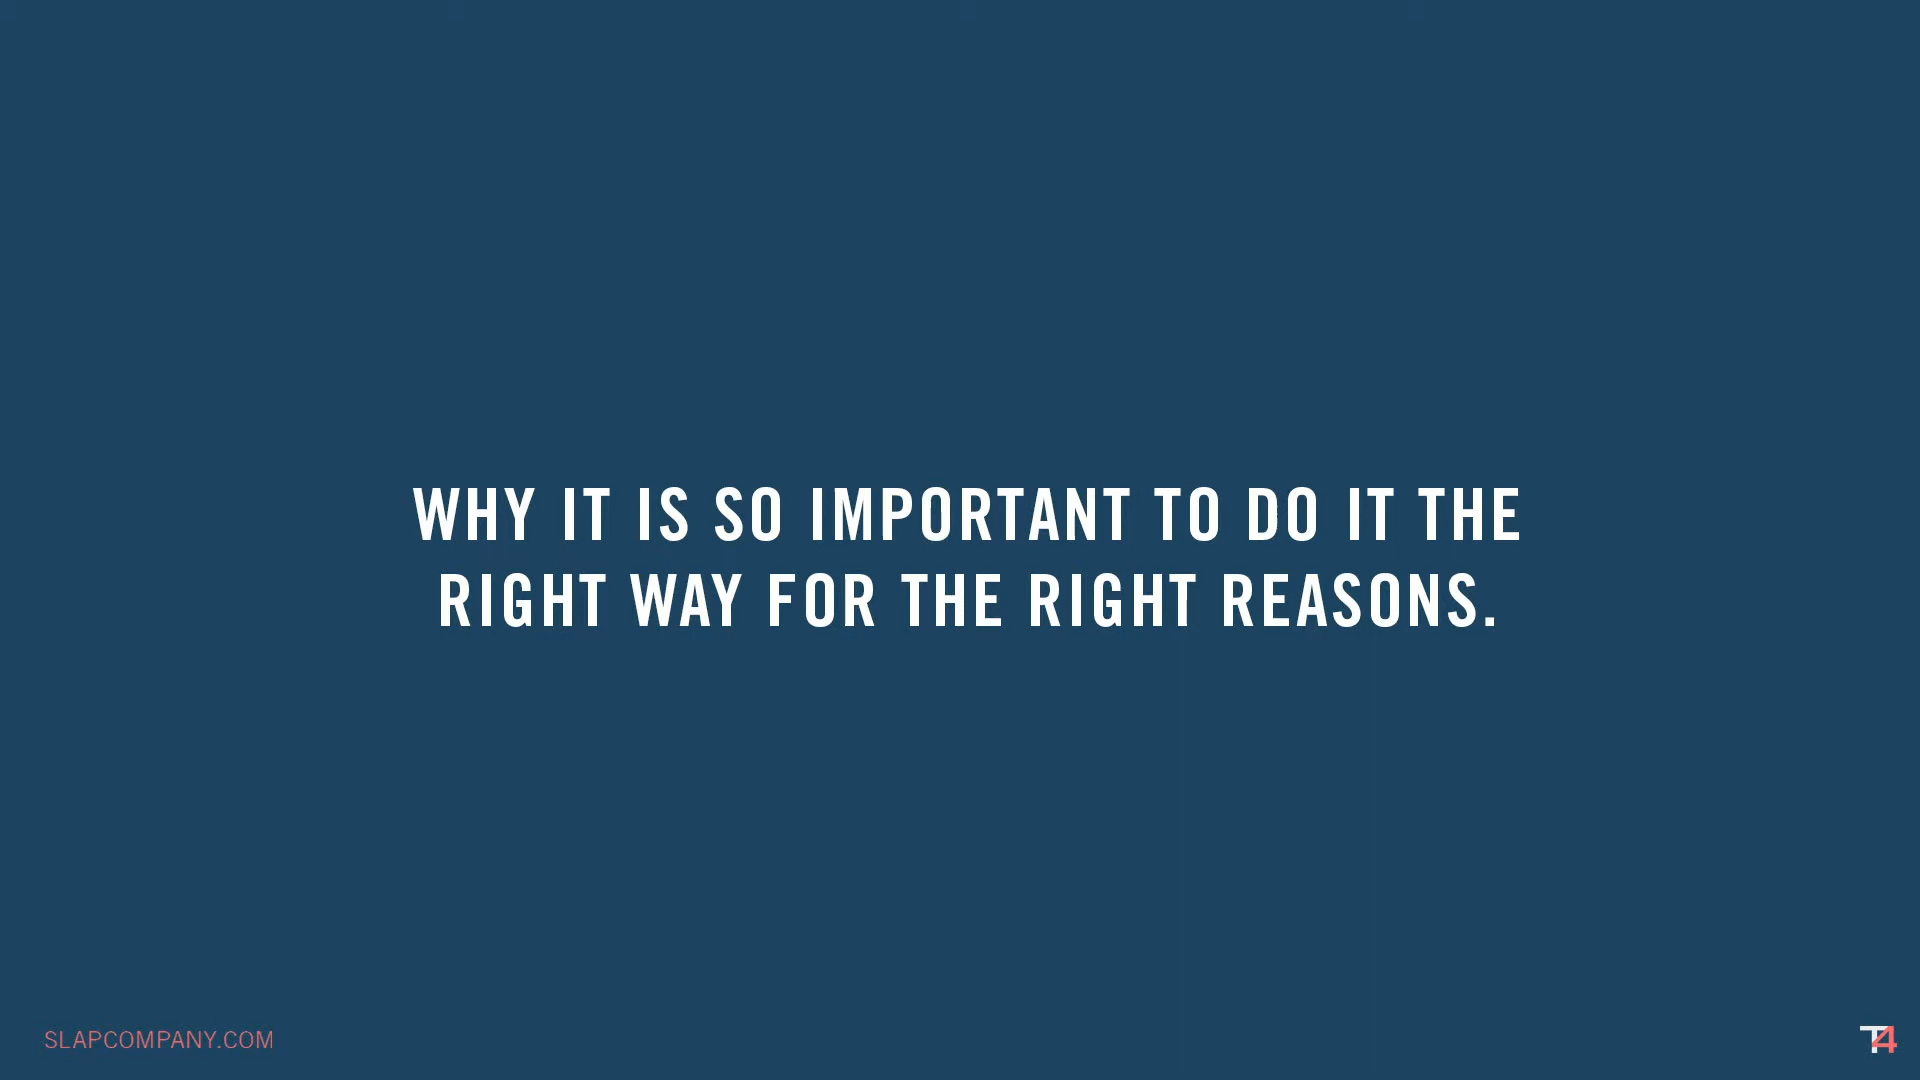 WHY IT IS SO IMPORTANT TO DO IT THE
RIGHT WAY FOR THE RIGHT REASONS.
SLAPCOMPANY.COM
T4